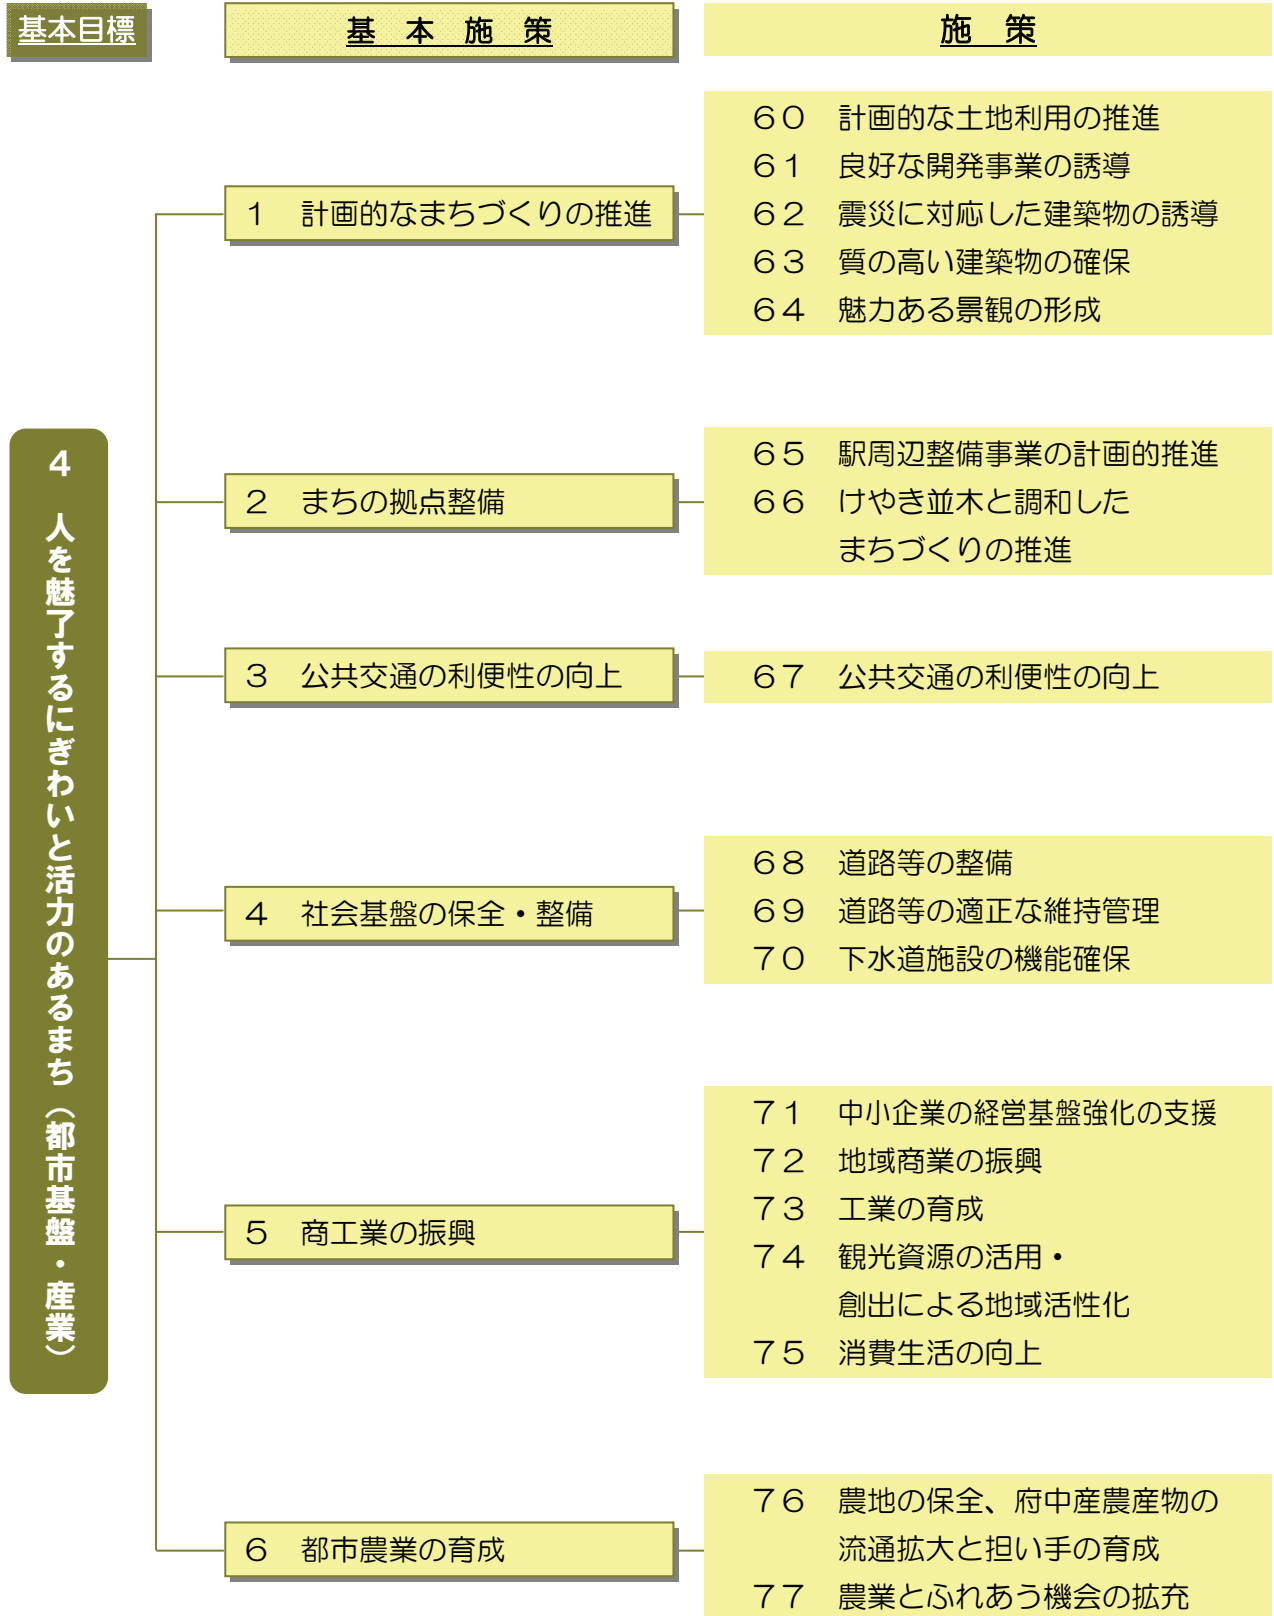 基本目標
基　本　施　策
施　策
４　人を魅了するにぎわいと活力のあるまち（都市基盤・産業）
１　計画的なまちづくりの推進
６０　計画的な土地利用の推進
６１　良好な開発事業の誘導
６２　震災に対応した建築物の誘導
６３　質の高い建築物の確保
６４　魅力ある景観の形成
２　まちの拠点整備
６５　駅周辺整備事業の計画的推進
６６　けやき並木と調和した
まちづくりの推進
３　公共交通の利便性の向上
６７　公共交通の利便性の向上
４　社会基盤の保全・整備
６８　道路等の整備
６９　道路等の適正な維持管理
７０　下水道施設の機能確保
５　商工業の振興
７１　中小企業の経営基盤強化の支援
７２　地域商業の振興
７３　工業の育成
７４　観光資源の活用・
創出による地域活性化
７５　消費生活の向上
６　都市農業の育成
７６　農地の保全、府中産農産物の
流通拡大と担い手の育成
７７　農業とふれあう機会の拡充